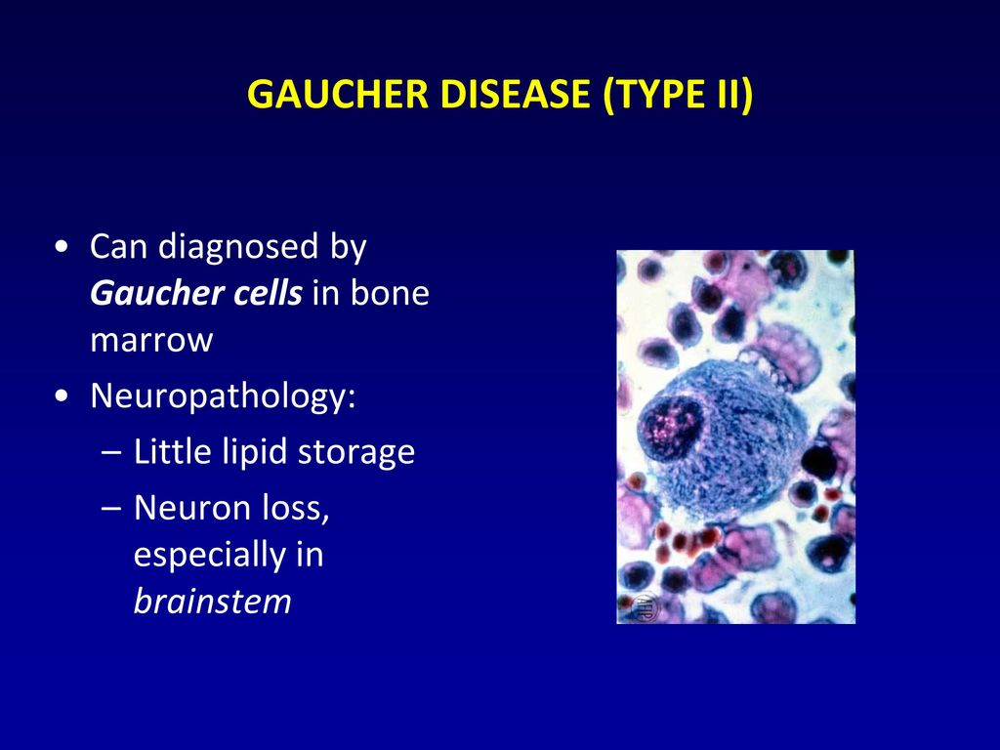 GAUCHER DISEASE (TYPE II)
• Can diagnosed by
Gaucher cells in bone
marrow
• Neuropathology:
– Little lipid storage
– Neuron loss,
especially in
brainstem